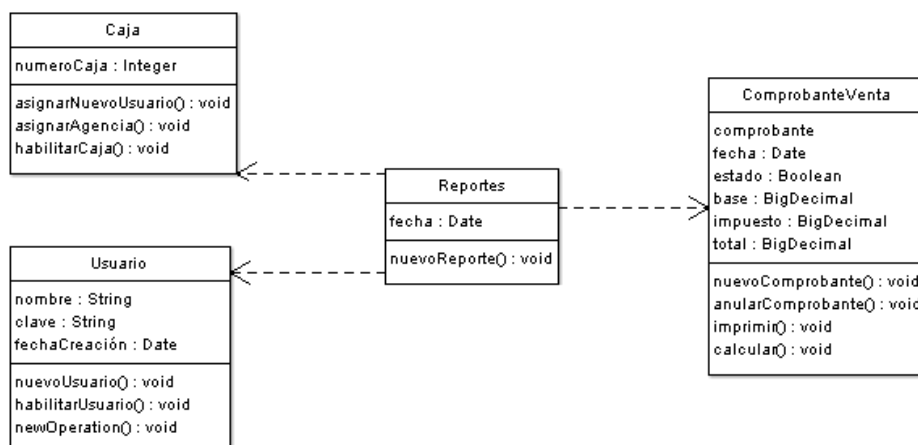 Caja
numeroCaja : Integer
asignarNuevoUsuario() : void
asignarAgencia() : void
habilitarCaja() : void
Usuario
nombre : String
clave : String
fechaCreación : Date
nuevoUsuario() : void
habilitarUsuario() : void
newOperation() : void
Reportes
fecha : Date
nuevoReporte() : void
ComprobanteVenta
comprobante
fecha : Date
estado : Boolean
base : BigDecimal
impuesto : BigDecimal
total : BigDecimal
nuevoComprobante() : void
anularComprobante() : void
imprimir() : void
calcular() : void